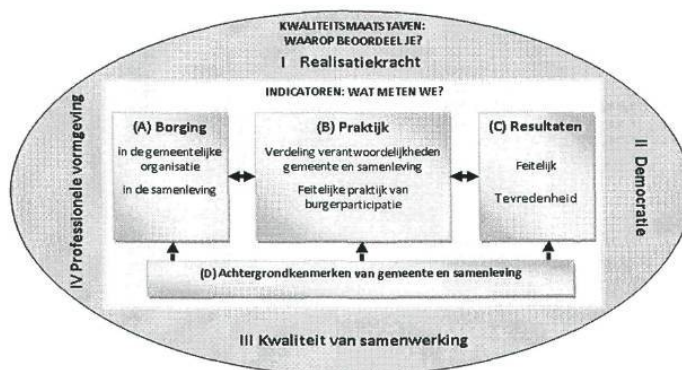 KWALITEITSMAATSTAVEN:
WAAROP BEOORDEEL JE?
I Realisatiekracht
INDICATOREN: WAT METEN WE?
(A) Borging
in de gemeentelijke
organisatie
in de samenleving
(B) Praktijk
Verdeling verantwoordelijkheden
gemeente en samenleving
Feitelijke praktijk van
burgerparticipatie
(C) Resultaten
Feitelijk
Tevredenheid
(D) Achtergrondkenmerken van gemeente en samenleving
IV Professionele vormgeving
II Democratie
III Kwaliteit van samenwerking